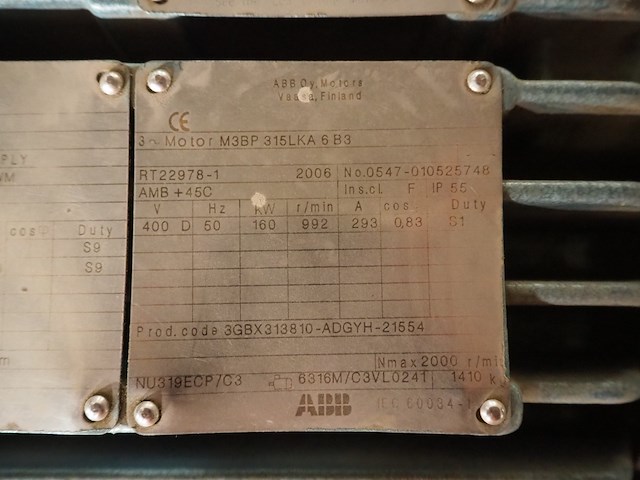 ABB Oy, Motors
Vaasa, Finland
CE
3~ Motor M3BP 315LKA 6 B3
RT22978-1 2006 No.0547-010525748
AMB +45C Ins.cl. F IP 55
V Hz kW r/min A cos Duty
400 D 50 160 992 293 0,83 S1
Prod.code 3GBX313810-ADGYH-21554
Nmax 2000 r/min
NU319ECP/C3 6316M/C3VL0241 1410 k
ABB IEC 60034-1
PLY
WM
cosΦ Duty
S9
S9
m